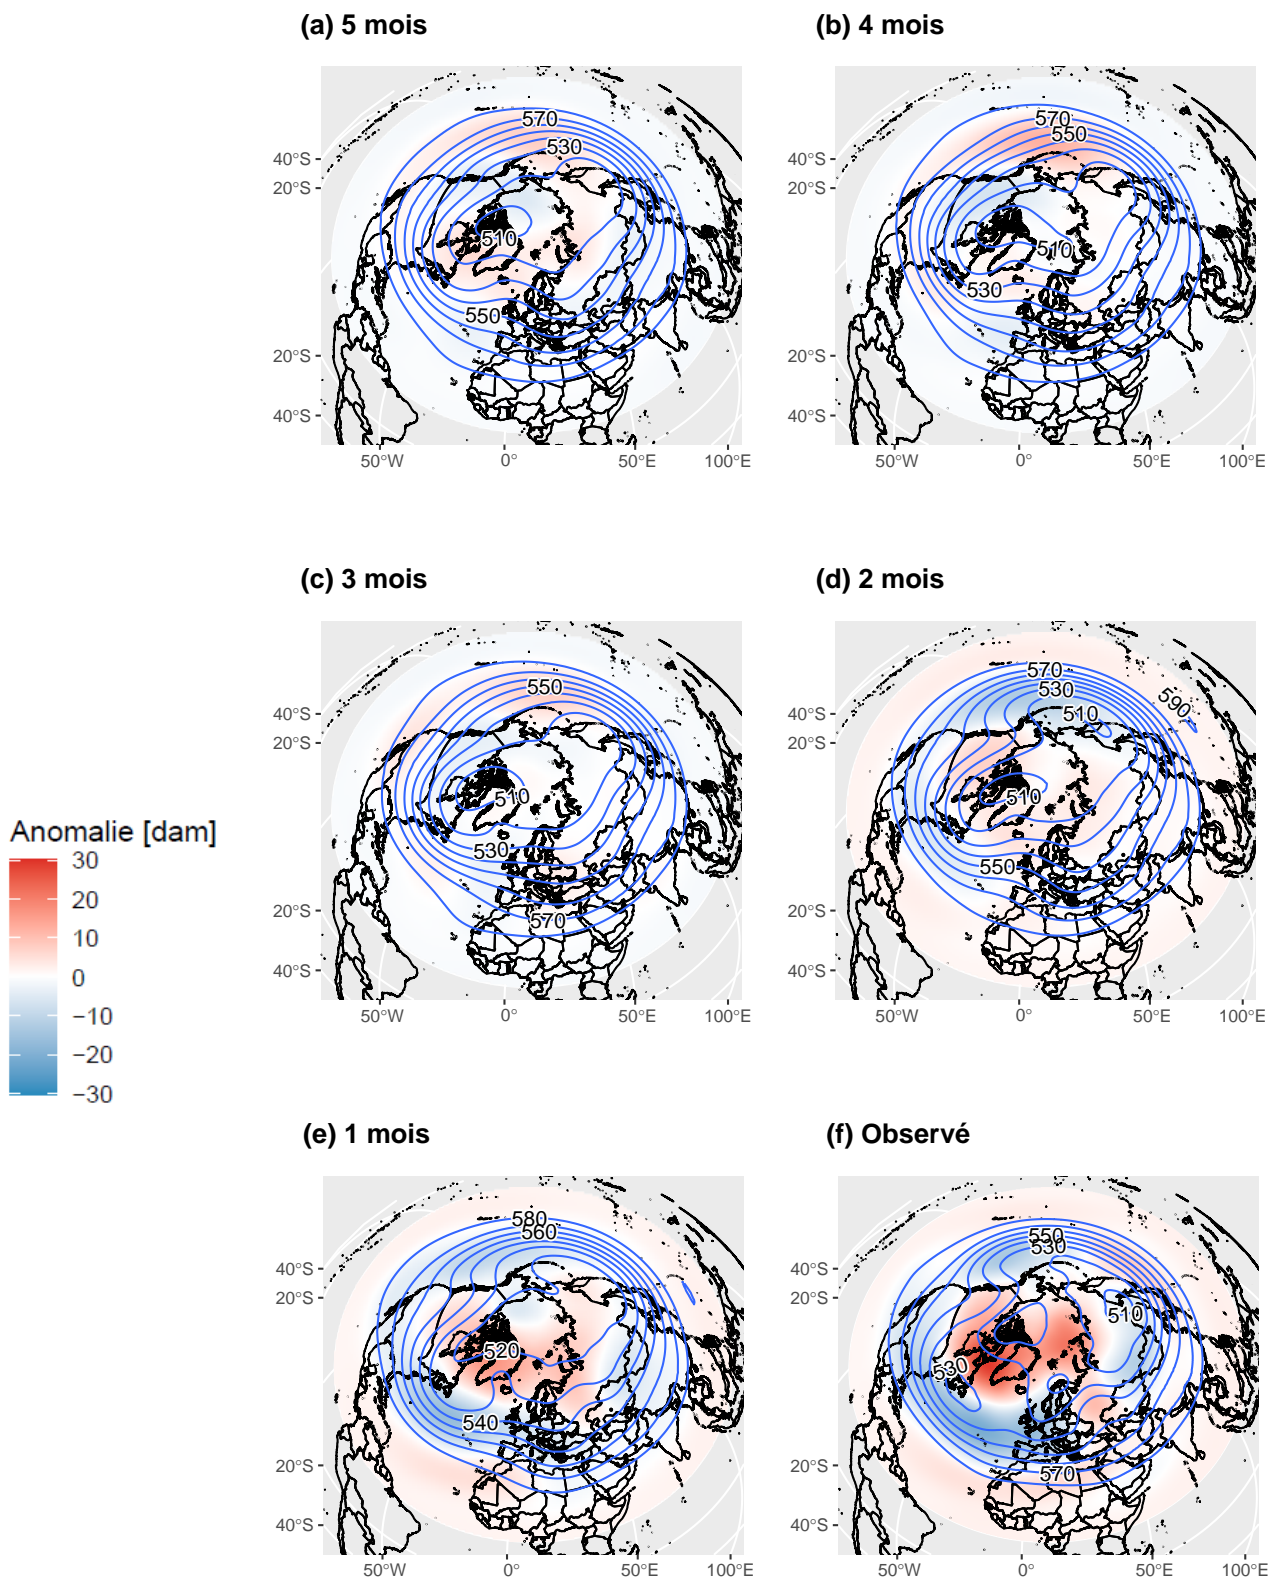 (a) 5 mois
(b) 4 mois
570
530
510
550
40°S
20°S
20°S
40°S
50°W
0°
50°E
100°E
570
550
510
530
40°S
20°S
20°S
40°S
50°W
0°
50°E
100°E
(c) 3 mois
(d) 2 mois
550
510
530
570
40°S
20°S
20°S
40°S
50°W
0°
50°E
100°E
570
530
510
590
510
550
40°S
20°S
20°S
40°S
50°W
0°
50°E
100°E
Anomalie [dam]
30
20
10
0
−10
−20
−30
(e) 1 mois
(f) Observé
580
560
520
540
40°S
20°S
20°S
40°S
50°W
0°
50°E
100°E
550
530
510
530
570
40°S
20°S
20°S
40°S
50°W
0°
50°E
100°E